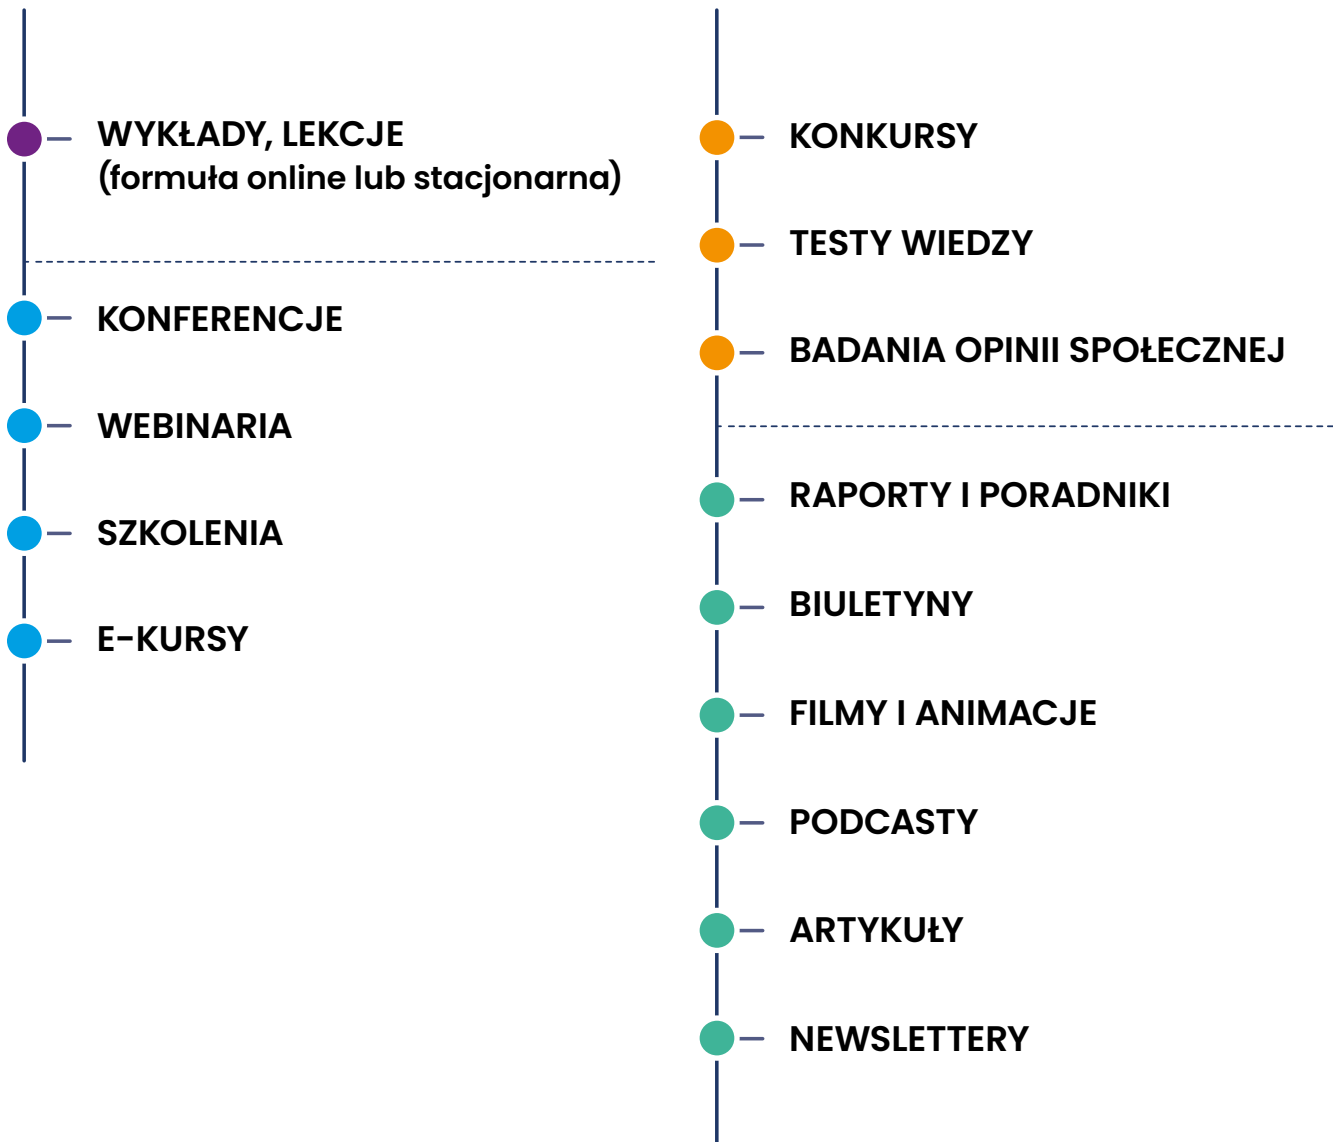 WYKŁADY, LEKCJE
(formuła online lub stacjonarna)
KONFERENCJE
WEBINARIA
SZKOLENIA
E-KURSY
KONKURSY
TESTY WIEDZY
BADANIA OPINII SPOŁECZNEJ
RAPORTY I PORADNIKI
BIULETYNY
FILMY I ANIMACJE
PODCASTY
ARTYKUŁY
NEWSLETTERY